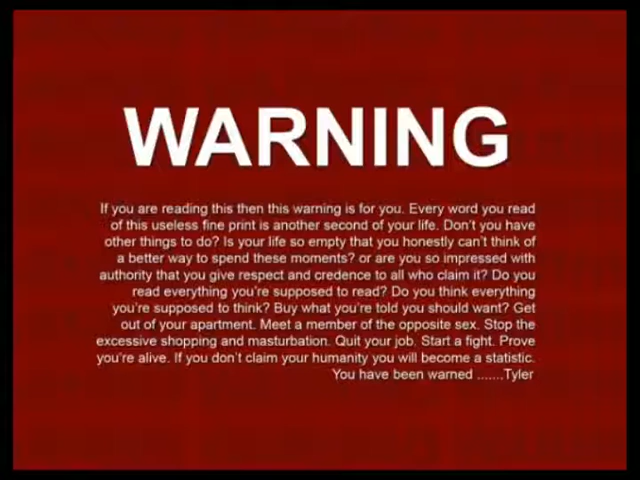 WARNING
If you are reading this then this warning is for you. Every word you read
of this useless fine print is another second of your life. Don't you have
other things to do? Is your life so empty that you honestly can't think of
a better way to spend these moments? or are you so impressed with
authority that you give respect and credence to all who claim it? Do you
read everything you're supposed to read? Do you think everything
you're supposed to think? Buy what you're told you should want? Get
out of your apartment. Meet a member of the opposite sex. Stop the
excessive shopping and masturbation. Quit your job. Start a fight. Prove
you're alive. If you don't claim your humanity you will become a statistic.
You have been warned .......Tyler